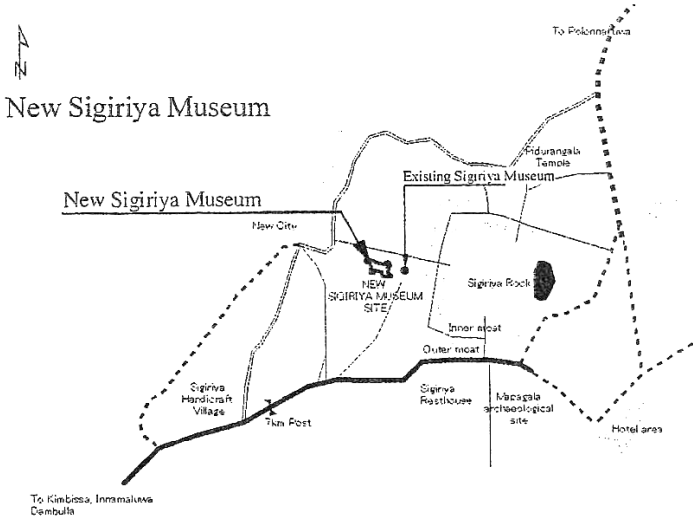 To Polonnaruwa
N
New Sigiriya Museum
Pidurangala
Temple
Existing Sigiriya Museum
New Sigiriya Museum
New City
NEW
SIGIRIYA MUSEUM
SITE
Sigiriya Rock
Inner moat
Outer moat
Sigiriya
Handicraft
Village
Sigiriya
Resthouse
Mapagala
archaeological
site
7km Post
Hotel area
To Kimbissa, Innamaluwa
Dambulla